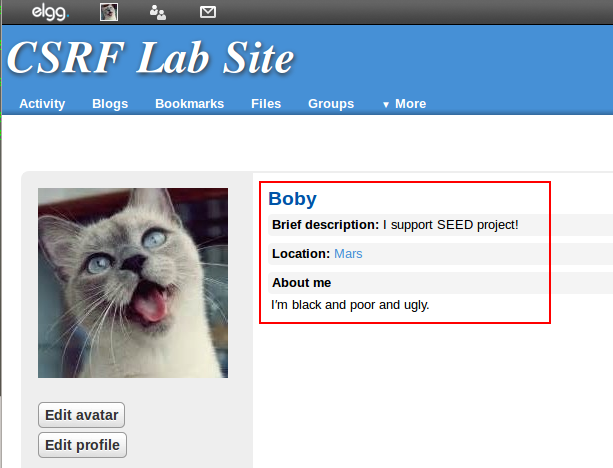 elgg.
CSRF Lab Site
Activity Blogs Bookmarks Files Groups ▼ More
Boby
Brief description: I support SEED project!
Location: Mars
About me
I'm black and poor and ugly.
Edit avatar
Edit profile